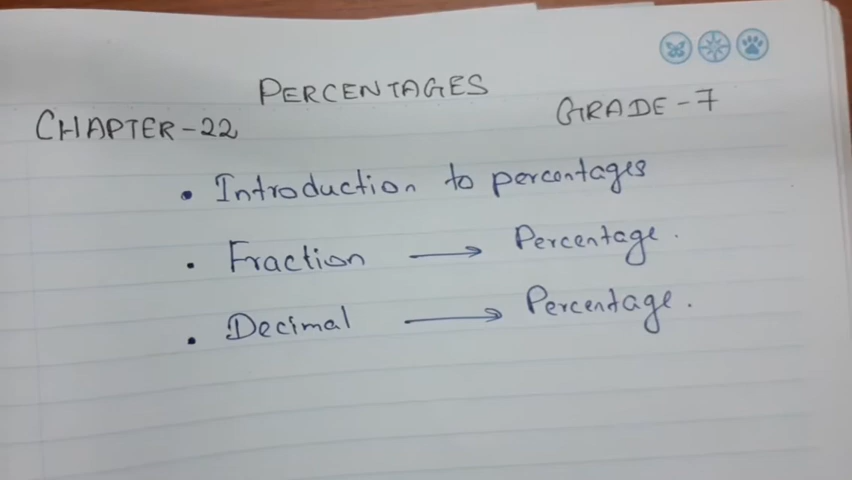 PERCENTAGES
CHAPTER-22
GRADE-7
• Introduction to percentages
• Fraction → Percentage.
• Decimal → Percentage.